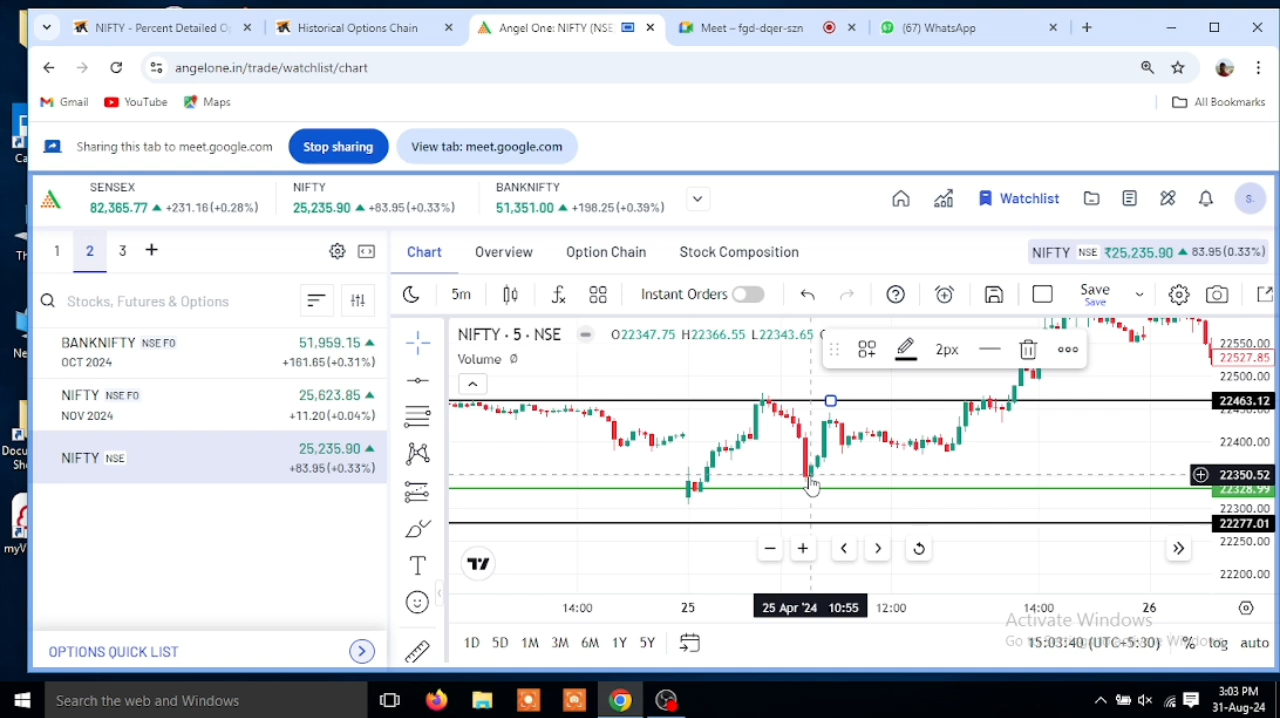 NIFTY - Percent Detailed O
Historical Options Chain
Angel One: NIFTY (NSE
Meet – fgd-dqer-szn
(67) WhatsApp
angelone.in/trade/watchlist/chart
Gmail YouTube Maps All Bookmarks
Sharing this tab to meet.google.com Stop sharing View tab: meet.google.com
SENSEX NIFTY BANKNIFTY
82,365.77 +231.16(+0.28%) 25,235.90 +83.95(+0.33%) 51,351.00 +198.25(+0.39%)
Watchlist S.
1 2 3 +
Chart Overview Option Chain Stock Composition NIFTY NSE ₹25,235.90 83.95(0.33%)
Stocks, Futures & Options
5m Instant Orders Save
Save
BANKNIFTY NSE FO 51,959.15
OCT 2024 +161.65(+0.31%)
NIFTY NSE FO 25,623.85
NOV 2024 +11.20(+0.04%)
NIFTY NSE 25,235.90
+83.95(+0.33%)
OPTIONS QUICK LIST
NIFTY · 5 · NSE O22347.75 H22366.55 L22343.65
Volume Ø
2px
22550.00
22527.85
22500.00
22463.12
22400.00
22350.52
22328.99
22300.00
22277.01
22250.00
22200.00
14:00 25 25 Apr '24 10:55 12:00 14:00 26
Activate Windows
1D 5D 1M 3M 6M 1Y 5Y 15:03:40 (UTC+5:30) % log auto
Search the web and Windows
3:03 PM
31-Aug-24